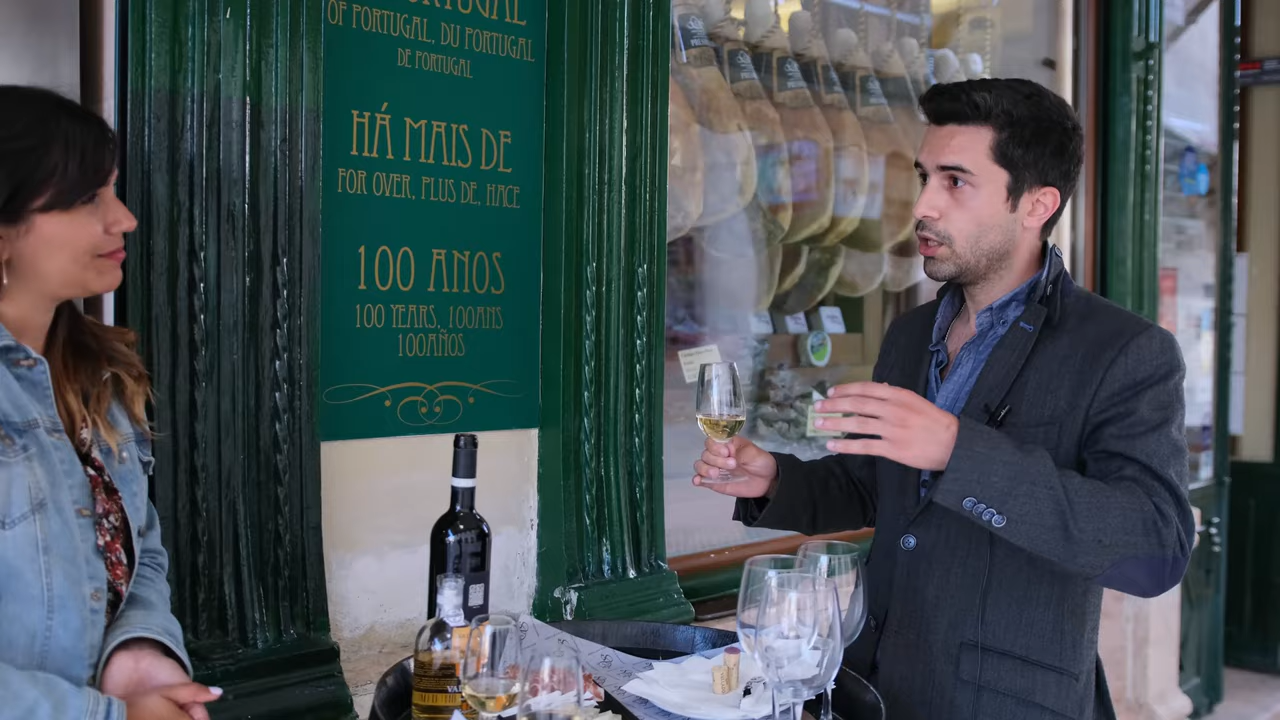 PORTUGAL
OF PORTUGAL, DU PORTUGAL
DE PORTUGAL
HÁ MAIS DE
FOR OVER, PLUS DE, HACE
100 ANOS
100 YEARS, 100ANS
100AÑOS